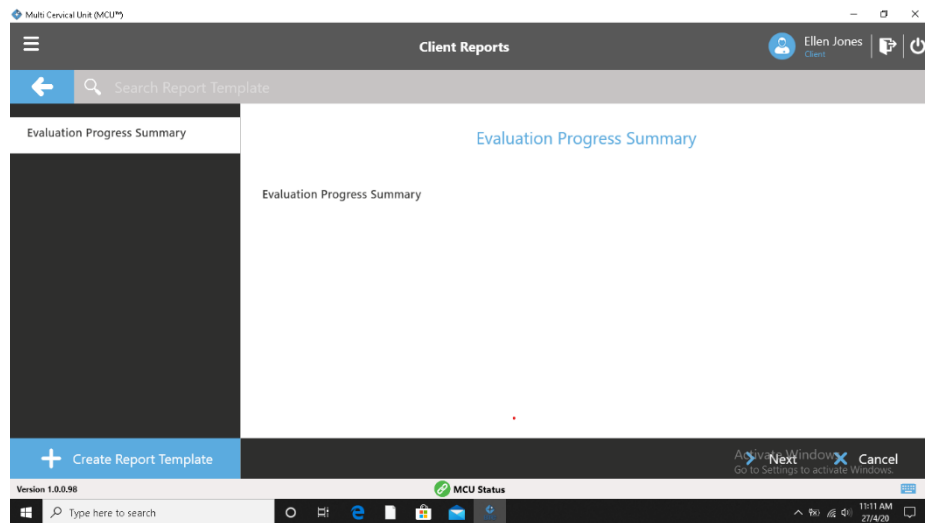 Multi Cervical Unit (MCU™)
Client Reports
Ellen Jones
Client
Search Report Template
Evaluation Progress Summary
Evaluation Progress Summary
Evaluation Progress Summary
Create Report Template
Activate Windows
Go to Settings to activate Windows.
Next
Cancel
Version 1.0.0.98
MCU Status
Type here to search
11:11 AM
27/4/20